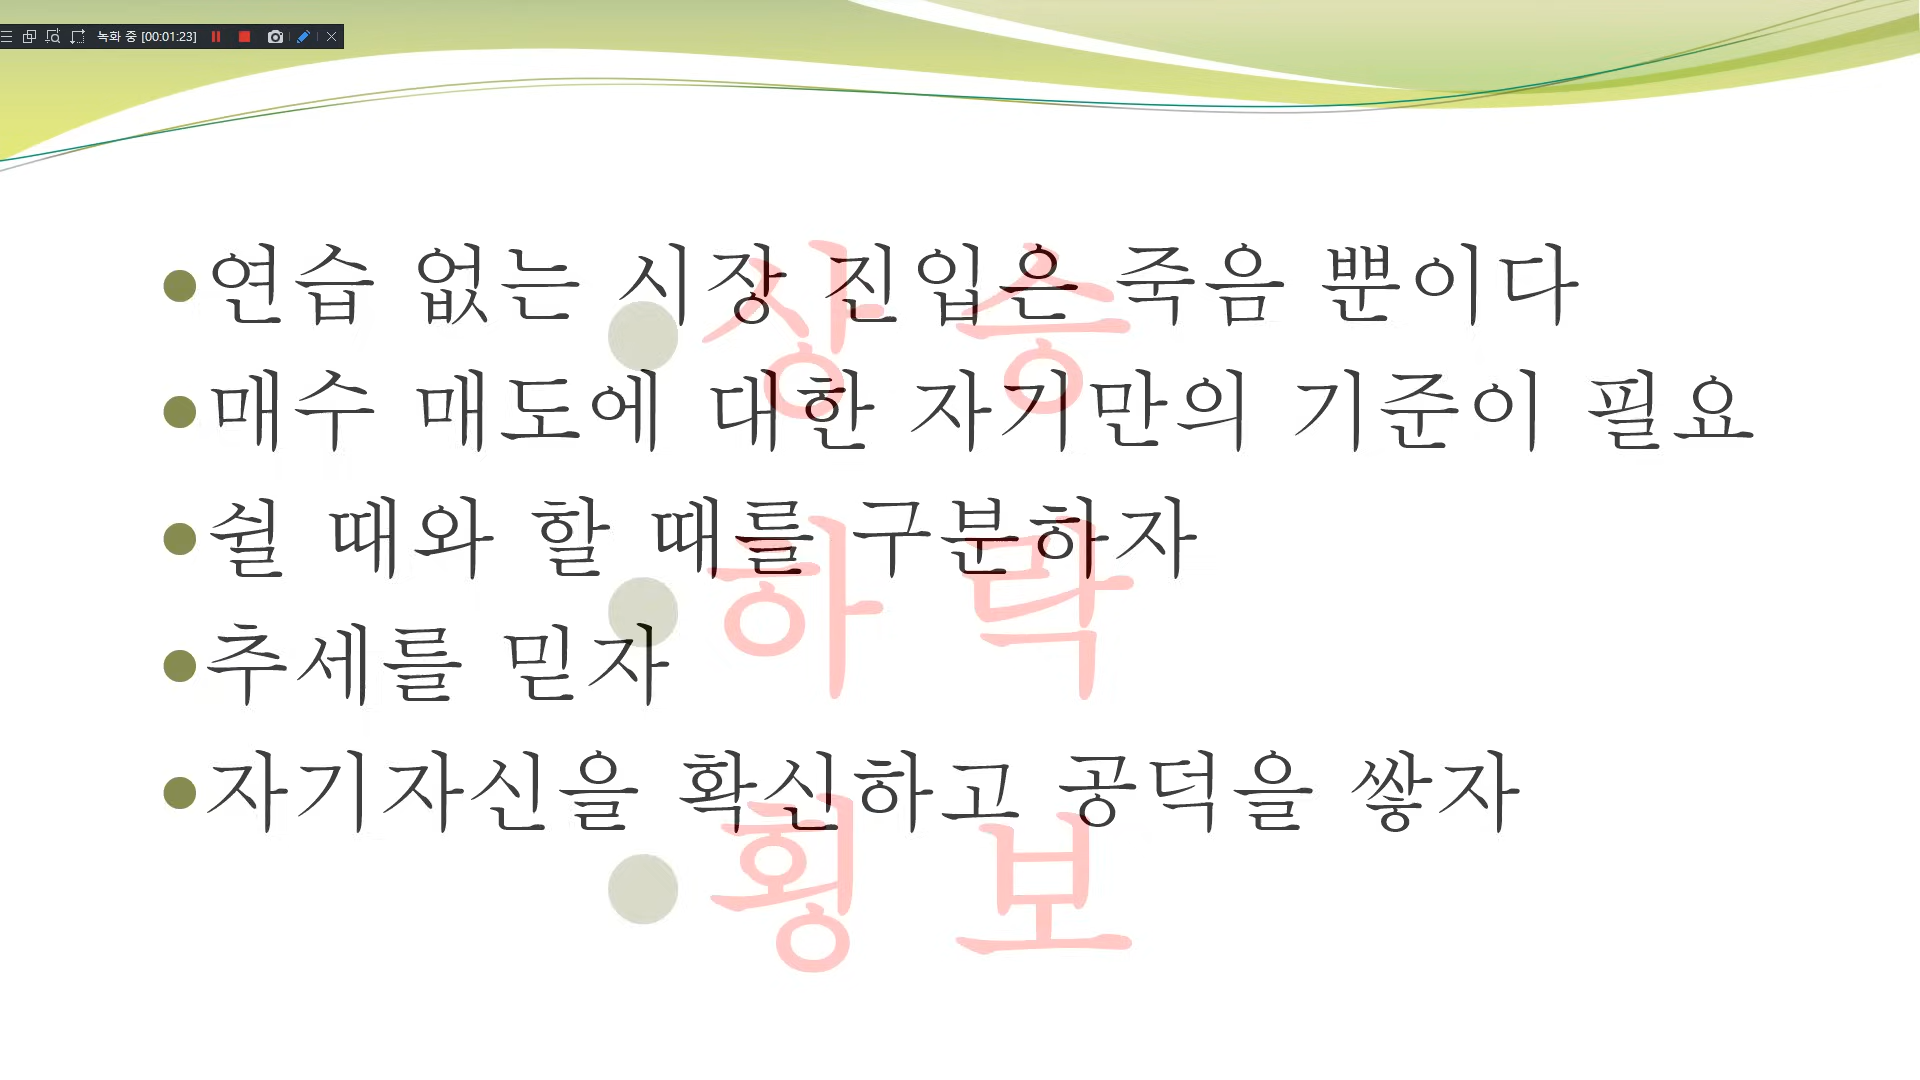 녹화 중 [00:01:23]
연습 없는 시장 진입은 죽음 뿐이다
매수 매도에 대한 자기만의 기준이 필요
쉴 때와 할 때를 구분하자
추세를 믿자
자기자신을 확신하고 공덕을 쌓자
상 승
하 락
횡 보